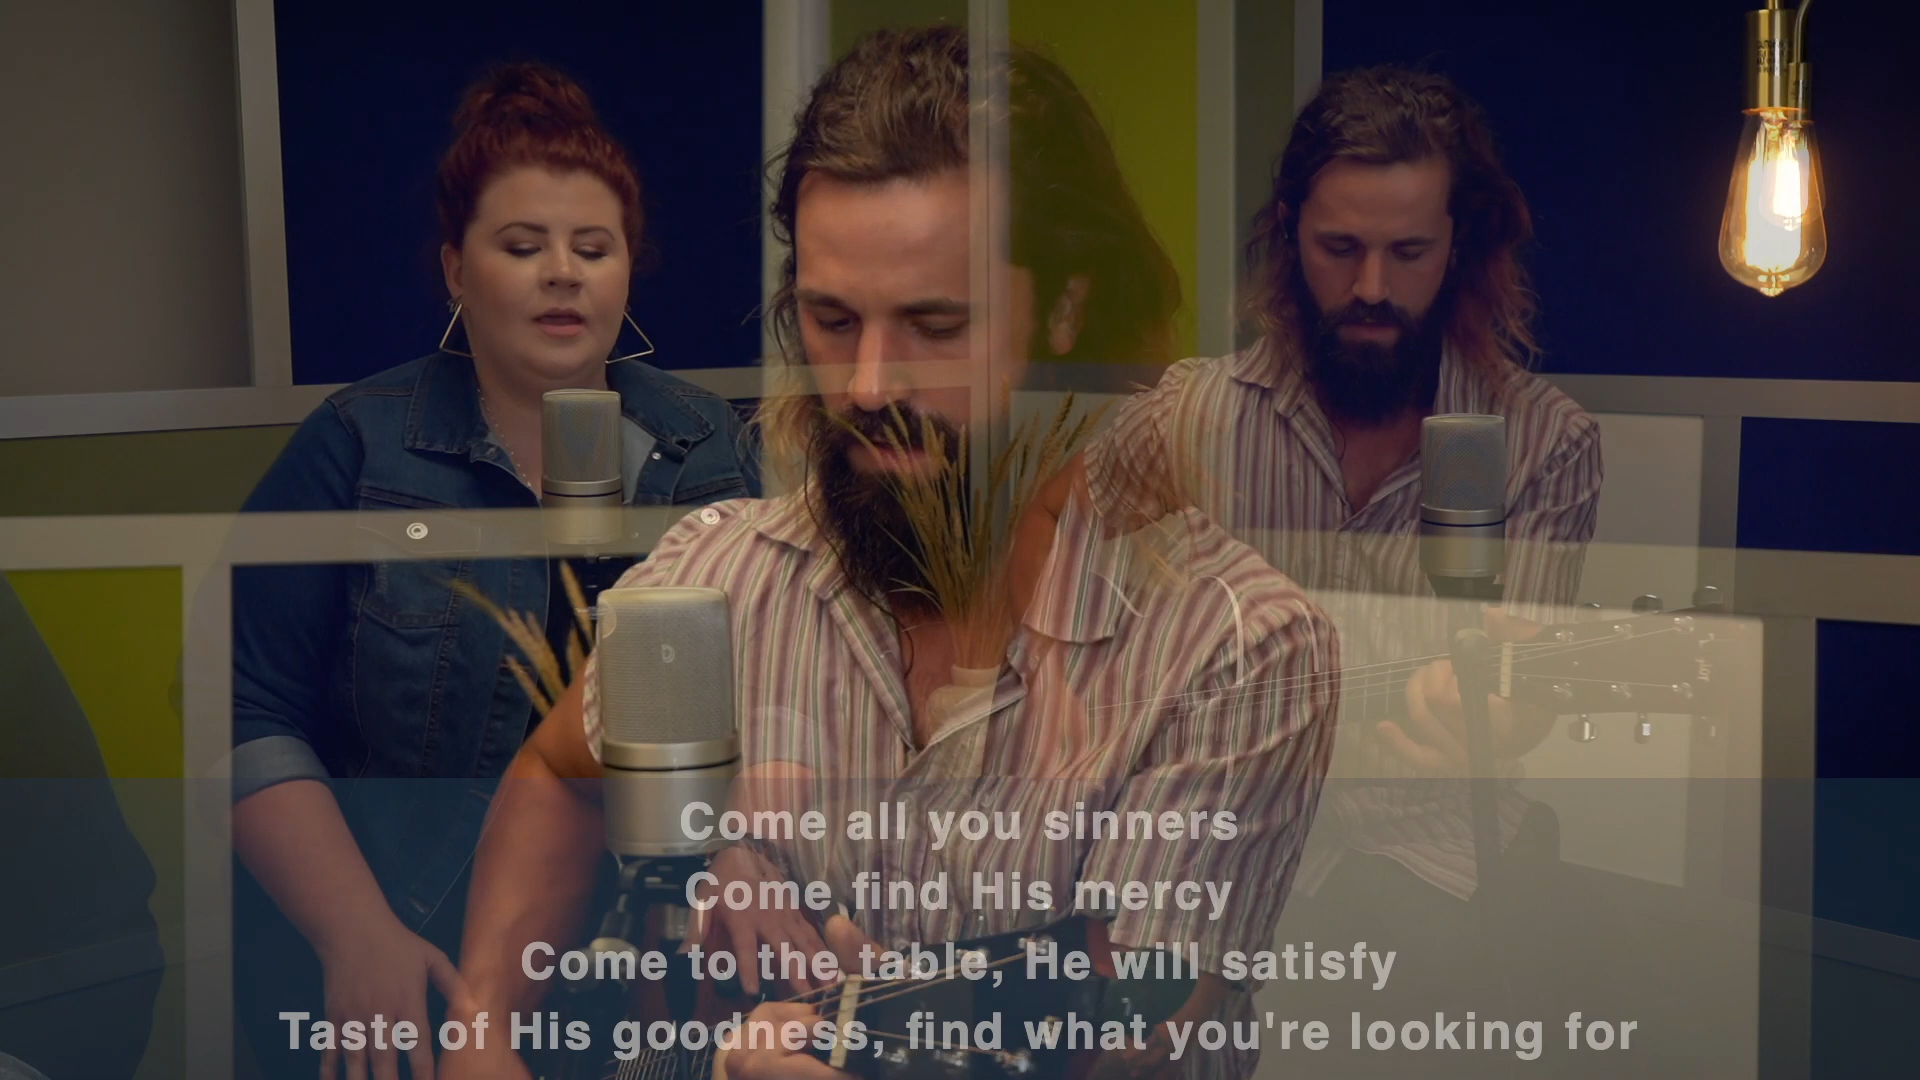 Come all you sinners
Come find His mercy
Come to the table, He will satisfy
Taste of His goodness, find what you're looking for